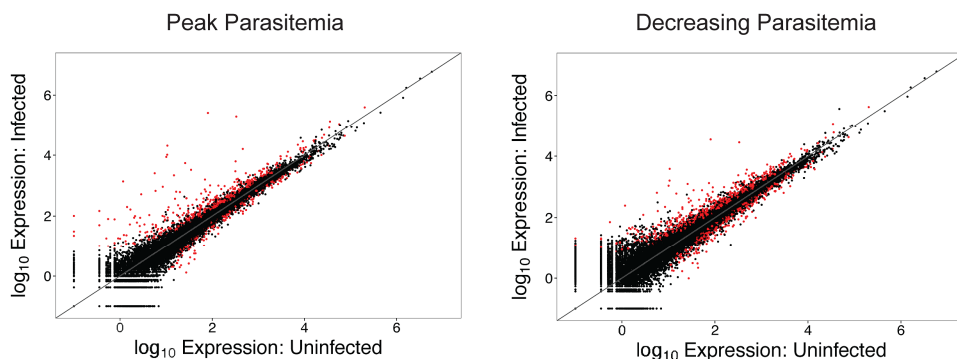 Peak Parasitemia
log10 Expression: Infected
6
4
2
0
0 2 4 6
log10 Expression: Uninfected
Decreasing Parasitemia
log10 Expression: Infected
6
4
2
0
0 2 4 6
log10 Expression: Uninfected